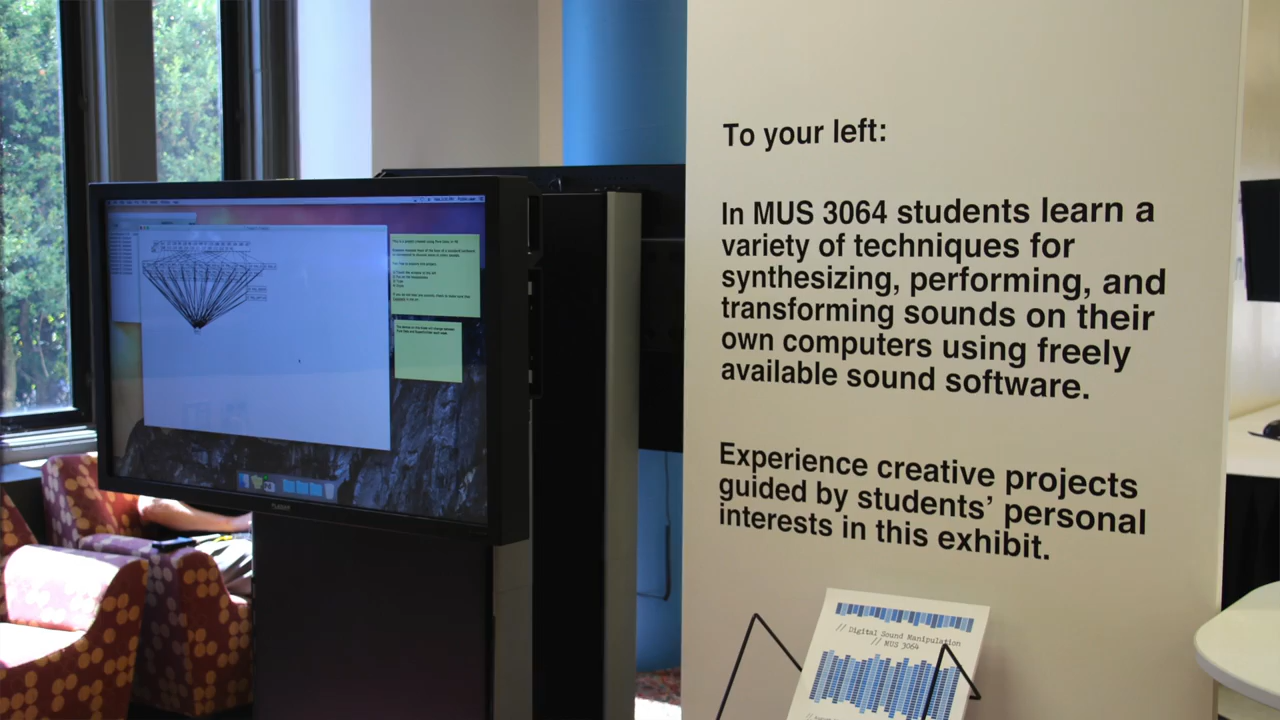 To your left:
In MUS 3064 students learn a
variety of techniques for
synthesizing, performing, and
transforming sounds on their
own computers using freely
available sound software.
Experience creative projects
guided by students’ personal
interests in this exhibit.
// Digital Sound Manipulation
// MUS 3064